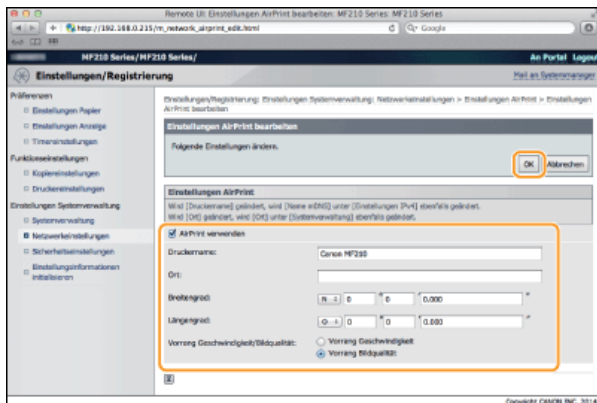 Remote UI: Einstellungen AirPrint bearbeiten: MF210 Series: MF210 Series
http://192.168.0.215/m_network_airprint_edit.html
Google
MF210 Series/MF210 Series/
An Portal Logout
Einstellungen/Registrierung
Mail an Systemmanager
Präferenzen
Einstellungen Papier
Einstellungen Anzeige
Timereinstellungen
Funktionseinstellungen
Kopiereinstellungen
Druckereinstellungen
Einstellungen Systemverwaltung
Systemverwaltung
Netzwerkeinstellungen
Sicherheitseinstellungen
Einstellungsinformationen
initialisieren
Einstellungen/Registrierung: Einstellungen Systemverwaltung: Netzwerkeinstellungen > Einstellungen AirPrint > Einstellungen
AirPrint bearbeiten
Einstellungen AirPrint bearbeiten
Folgende Einstellungen ändern.
OK Abbrechen
Einstellungen AirPrint
Wird [Druckername] geändert, wird [Name mDNS] unter [Einstellungen IPv4] ebenfalls geändert.
Wird [Ort] geändert, wird [Ort] unter [Systemverwaltung] ebenfalls geändert.
AirPrint verwenden
Druckername: Canon MF210
Ort:
Breitengrad: N 0 ° 0 ' 0.000 "
Längengrad: O 0 ° 0 ' 0.000 "
Vorrang Geschwindigkeit/Bildqualität: Vorrang Geschwindigkeit
Vorrang Bildqualität
Copyright CANON INC. 2014